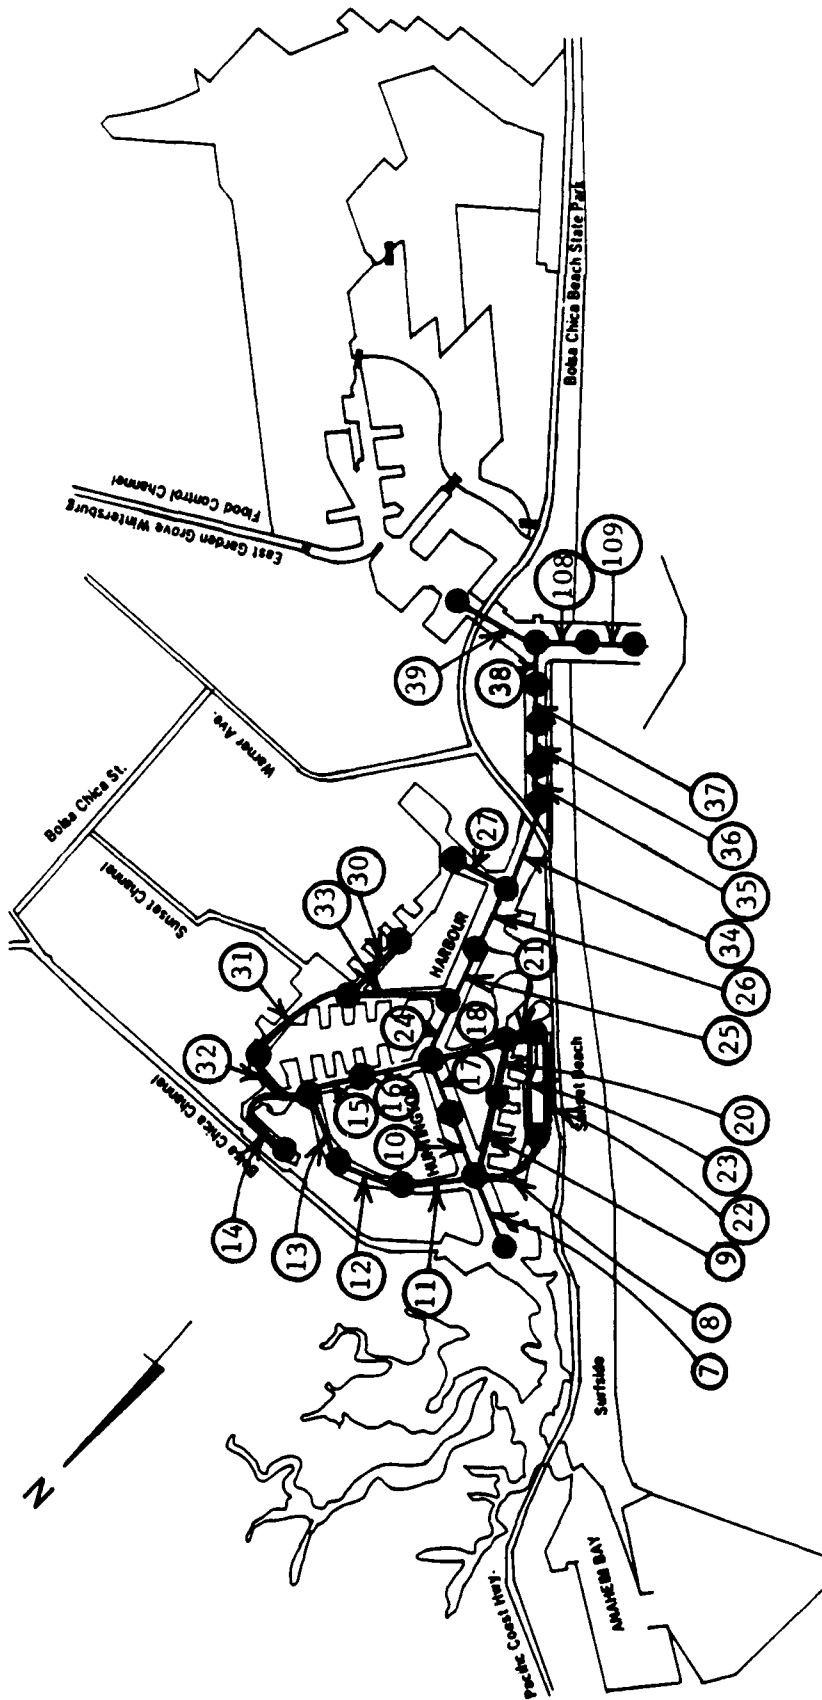 N
Pacific Coast Hwy.
ANAHEIM BAY
Surfside
Sunset Beach
Bolsa Chica Beach State Park
Bolsa Chica Channel
Sunset Channel
Bolsa Chica St.
Warner Ave.
East Garden Grove Wintersburg
Flood Control Channel
HUNTINGTON
HARBOUR
7
8
9
10
11
12
13
14
15
16
17
18
20
21
22
23
24
25
26
27
30
31
32
33
34
35
36
37
38
39
108
109